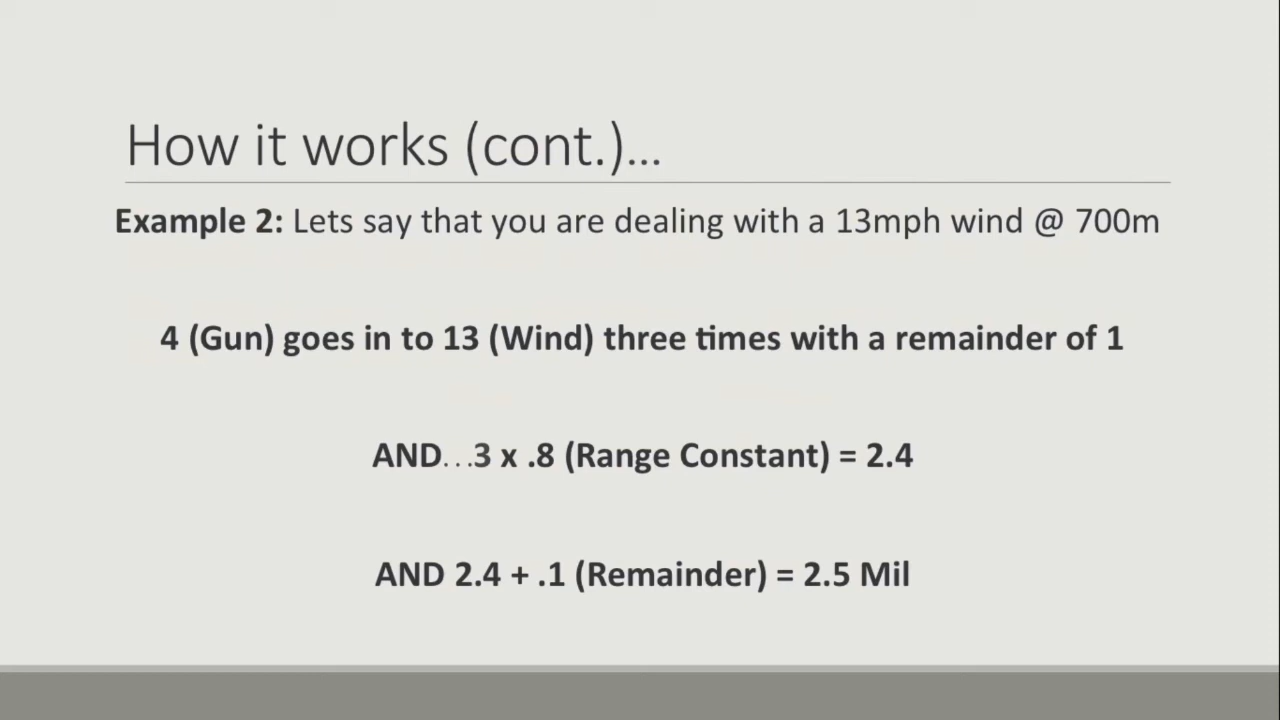 How it works (cont.)...
Example 2: Lets say that you are dealing with a 13mph wind @ 700m
4 (Gun) goes in to 13 (Wind) three times with a remainder of 1
AND...3 x .8 (Range Constant) = 2.4
AND 2.4 + .1 (Remainder) = 2.5 Mil